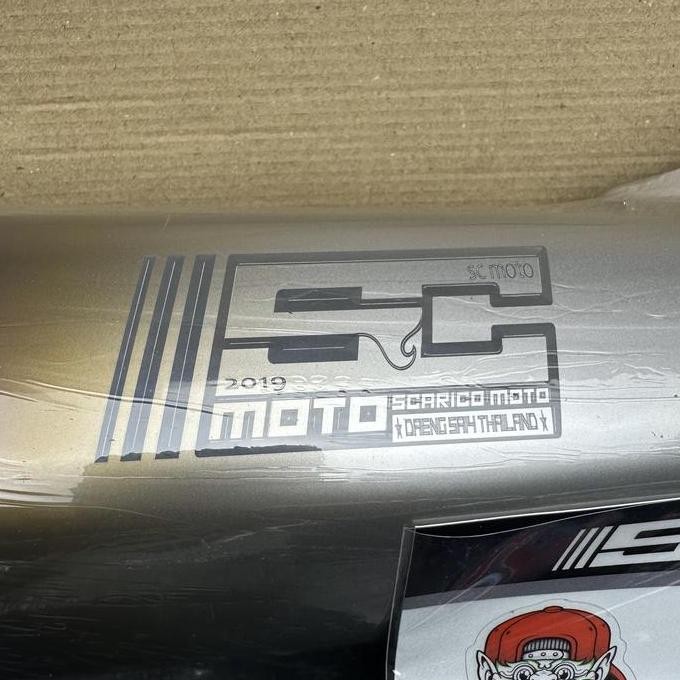 SC
sc moto
2019
MOTO
SCARICO MOTO
DAENG SAH THAILAND
S